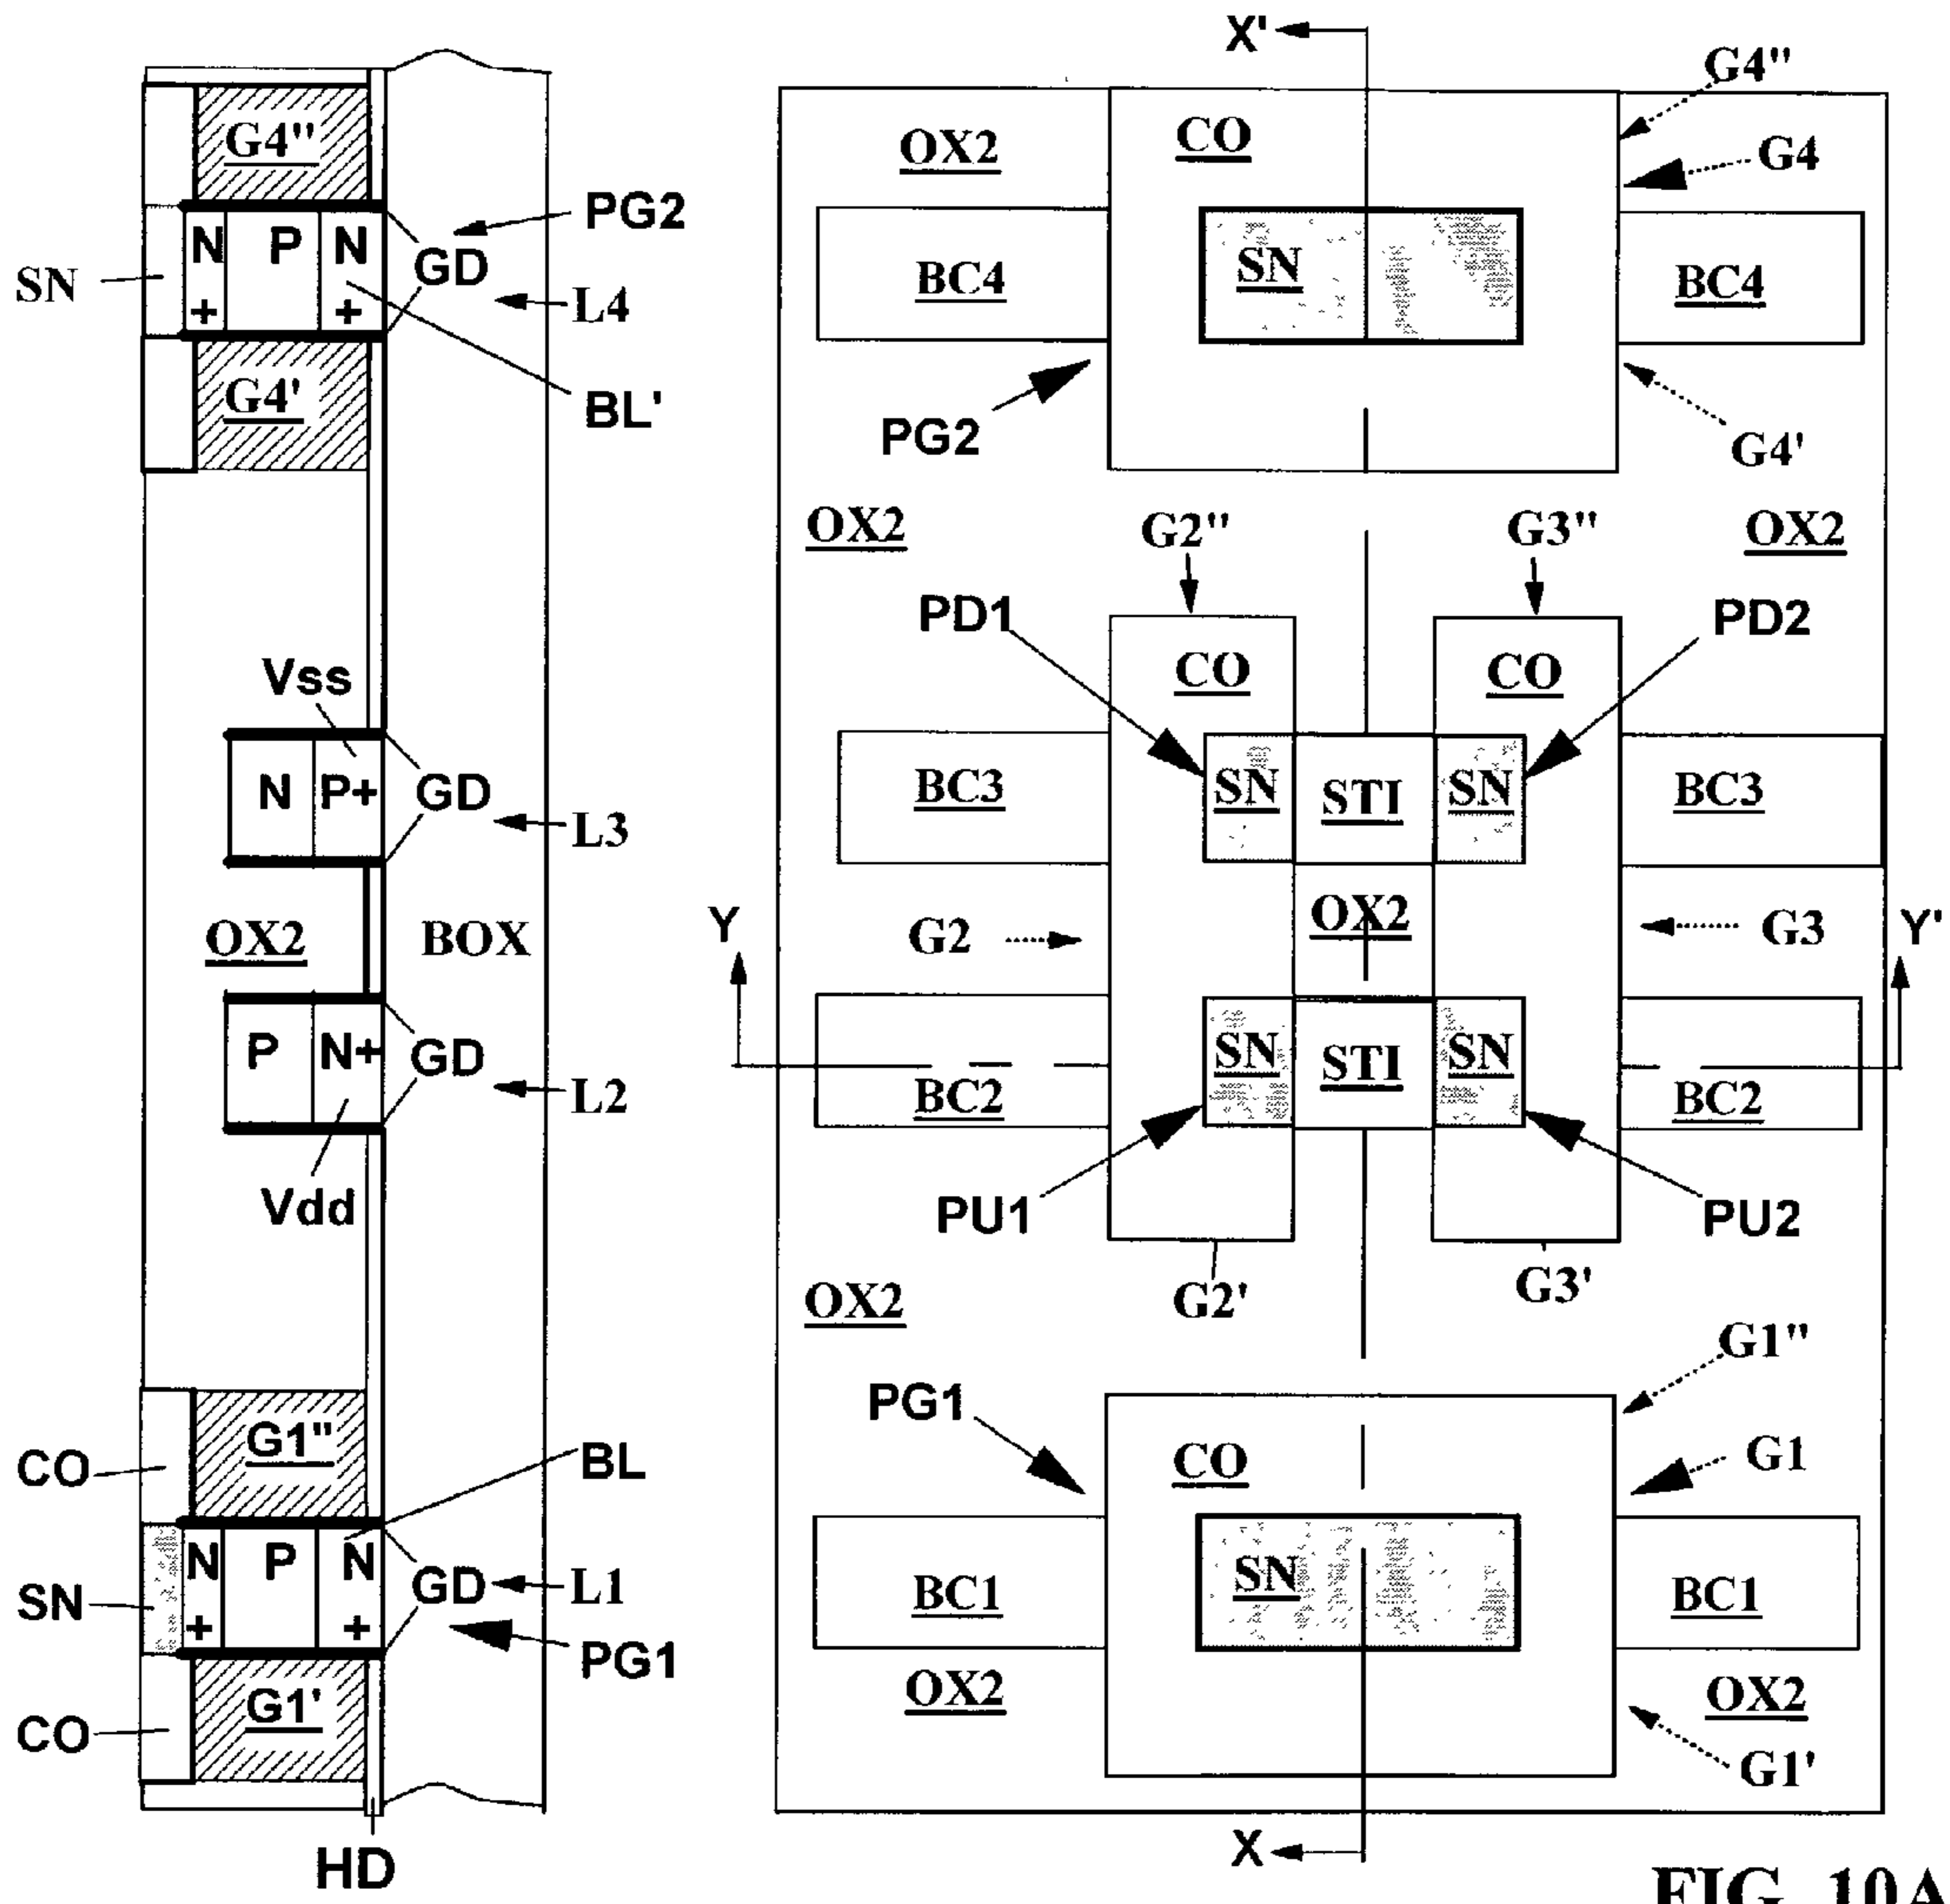 G4"
N P N
+ +
PG2
GD
SN
L4
G4'
BL'
Vss
N P+
GD
L3
OX2
BOX
P N+
GD
L2
Vdd
G1"
CO
BL
N P N
+ +
GD
L1
SN
PG1
G1'
CO
HD
X'
G4"
OX2
CO
G4
BC4
SN
BC4
PG2
G4'
OX2
G2"
G3"
OX2
PD1
PD2
CO
CO
BC3
SN
STI
SN
BC3
Y
G2
OX2
G3
Y'
BC2
SN
STI
SN
BC2
PU1
PU2
OX2
G2'
G3'
G1"
PG1
CO
G1
BC1
SN
BC1
OX2
OX2
G1'
X
FIG. 10A